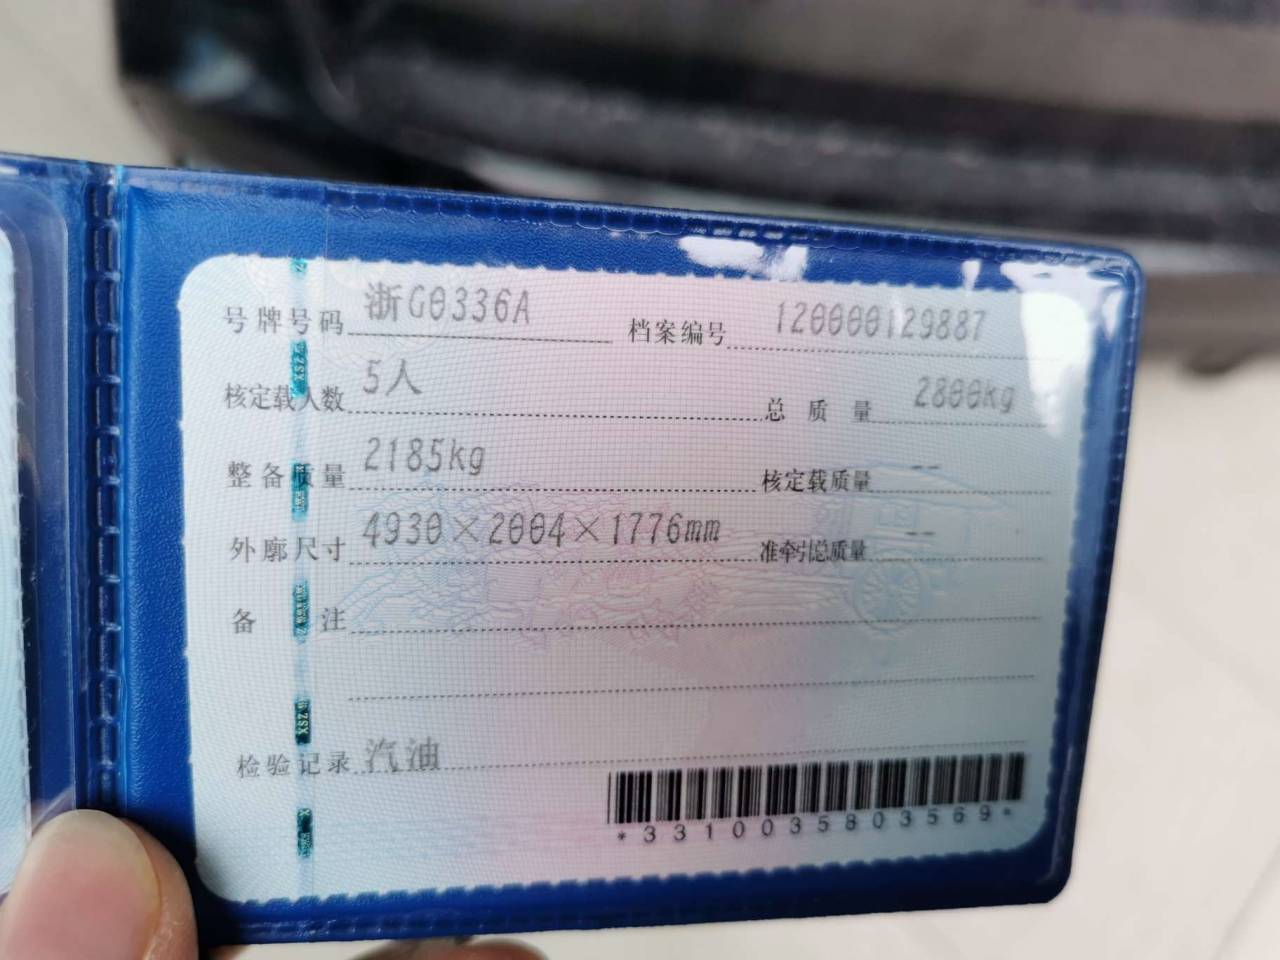 号牌号码 浙G0336A 档案编号 120000129887
核定载人数 5人 总质量 2800kg
整备质量 2185kg 核定载质量 --
外廓尺寸 4930×2004×1776mm 准牵引总质量 --
备注
检验记录 汽油
*3310035803569*